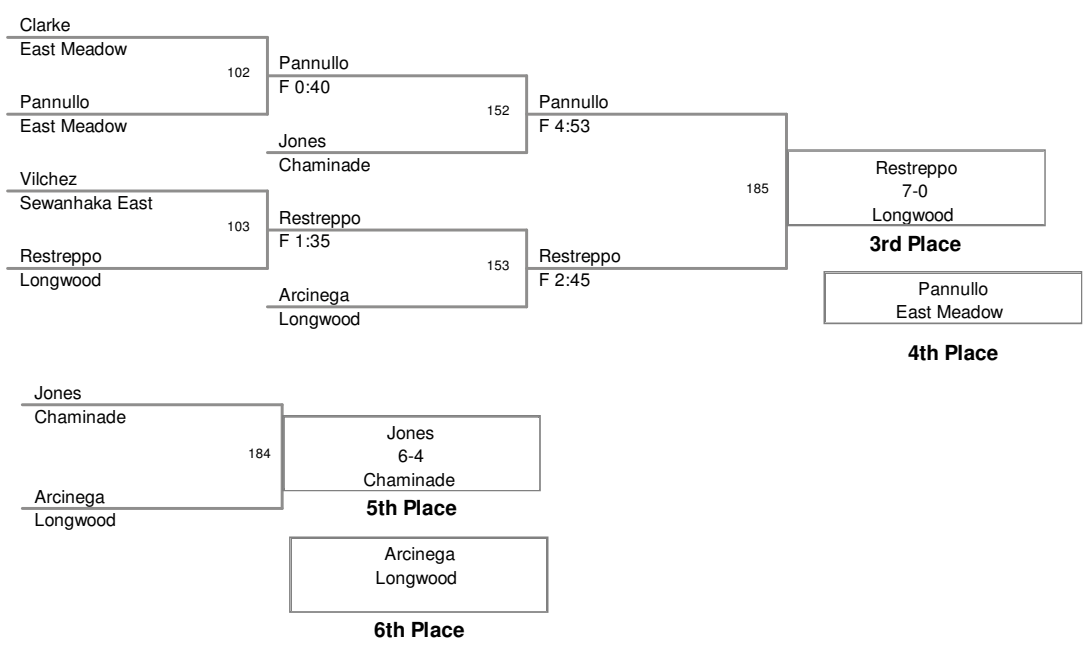 Clarke
East Meadow
102
Pannullo
East Meadow
Pannullo
F 0:40
152
Jones
Chaminade
Pannullo
F 4:53
Vilchez
Sewanhaka East
103
Restreppo
Longwood
Restreppo
F 1:35
153
Arcinega
Longwood
Restreppo
F 2:45
185
Restreppo
7-0
Longwood
3rd Place
Pannullo
East Meadow
4th Place
Jones
Chaminade
184
Arcinega
Longwood
Jones
6-4
Chaminade
5th Place
Arcinega
Longwood
6th Place